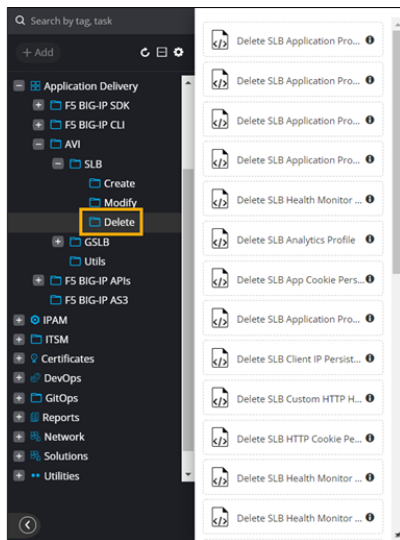 Search by tag, task
+ Add
Application Delivery
F5 BIG-IP SDK
F5 BIG-IP CLI
AVI
SLB
Create
Modify
Delete
GSLB
Utils
F5 BIG-IP APIs
F5 BIG-IP AS3
IPAM
ITSM
Certificates
DevOps
GitOps
Reports
Network
Solutions
Utilities
Delete SLB Application Pro...
Delete SLB Application Pro...
Delete SLB Application Pro...
Delete SLB Application Pro...
Delete SLB Health Monitor ...
Delete SLB Analytics Profile
Delete SLB App Cookie Pers...
Delete SLB Application Pro...
Delete SLB Client IP Persist...
Delete SLB Custom HTTP H...
Delete SLB HTTP Cookie Pe...
Delete SLB Health Monitor ...
Delete SLB Health Monitor ...